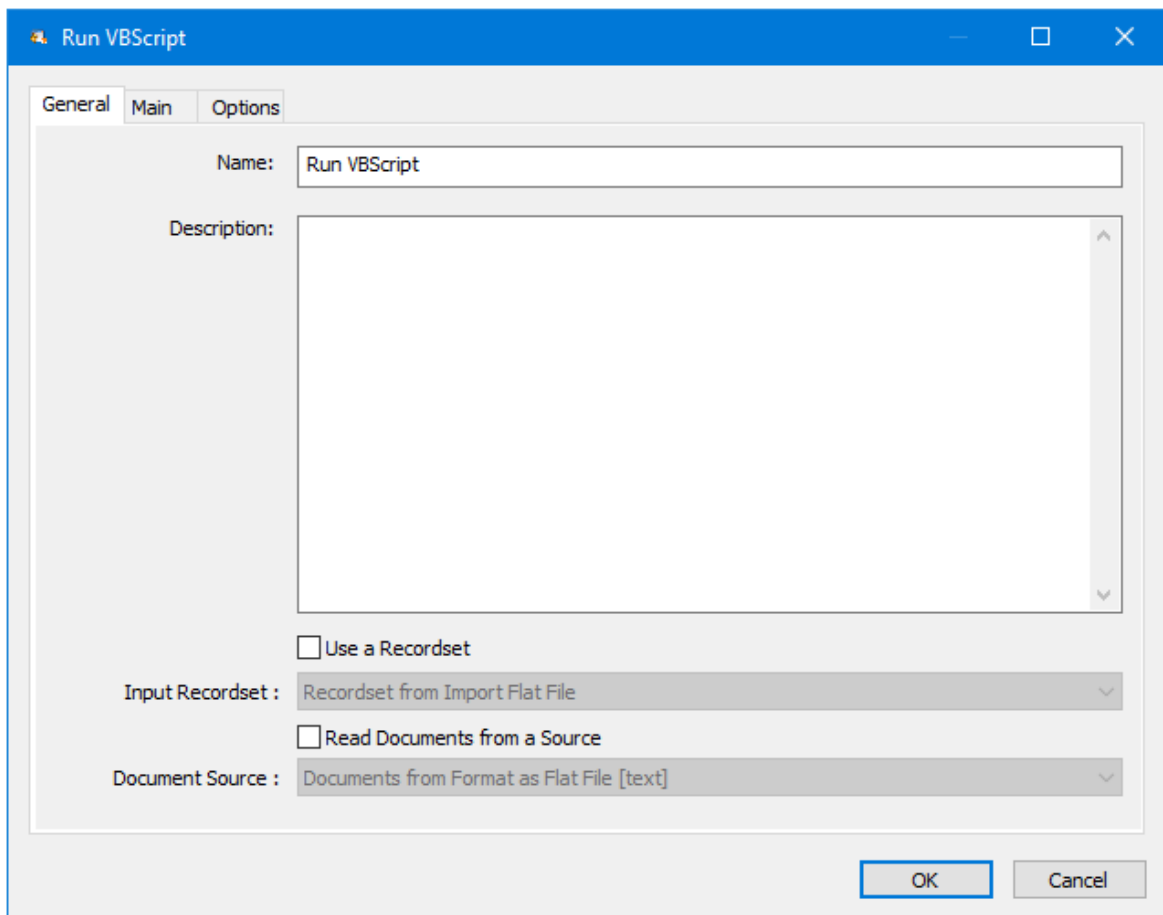 Run VBScript
General Main Options
Name: Run VBScript
Description:
Use a Recordset
Input Recordset : Recordset from Import Flat File
Read Documents from a Source
Document Source : Documents from Format as Flat File [text]
OK Cancel